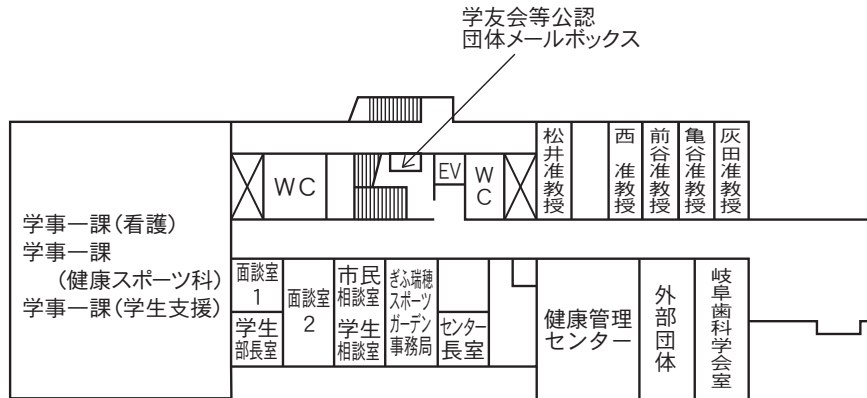 学友会等公認
団体メールボックス
松井准教授
西 准教授
前谷准教授
亀谷准教授
灰田准教授
WC
EV
WC
学事一課(看護)
学事一課
(健康スポーツ科)
学事一課(学生支援)
面談室
1
学生
部長室
面談室
2
市民
相談室
学生
相談室
ぎふ瑞穂
スポーツ
ガーデン
事務局
センター
長室
健康管理
センター
外部団体
岐阜歯科学会室